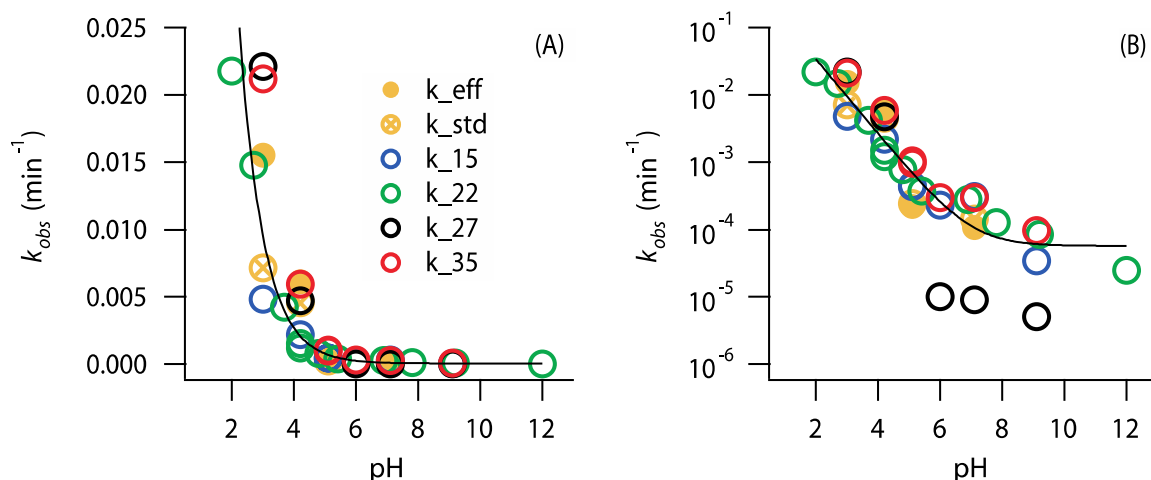 0.025
0.020
0.015
0.010
0.005
0.000
k_obs (min⁻¹)
2 4 6 8 10 12
pH
(A)
k_eff
k_std
k_15
k_22
k_27
k_35
10⁻¹
10⁻²
10⁻³
10⁻⁴
10⁻⁵
10⁻⁶
k_obs (min⁻¹)
2 4 6 8 10 12
pH
(B)